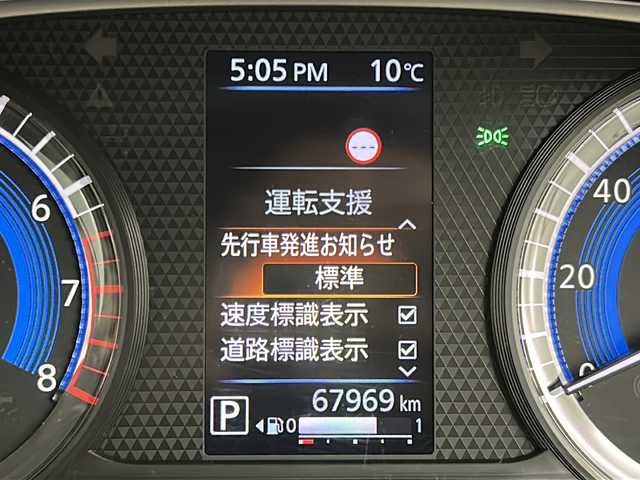 5:05 PM 10℃
---
運転支援
先行車発進お知らせ
標準
速度標識表示
道路標識表示
67969 km
P
0 1
6
7
8
40
20
0